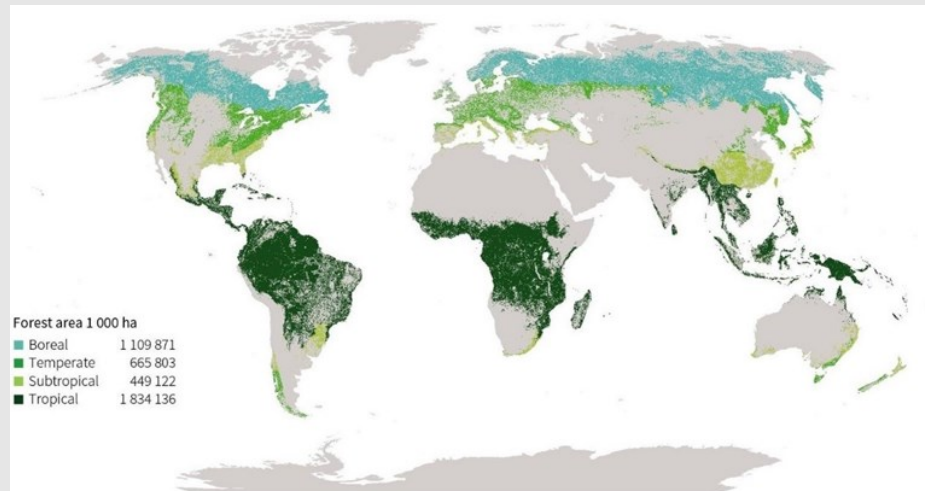 Forest area 1 000 ha
Boreal 1 109 871
Temperate 665 803
Subtropical 449 122
Tropical 1 834 136